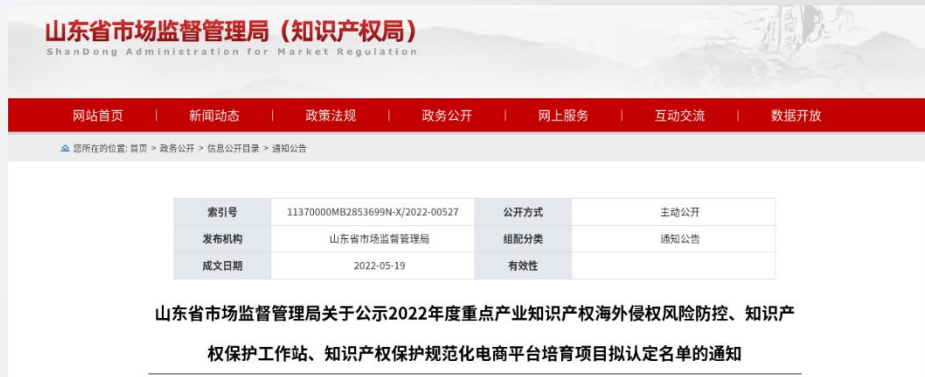 山东省市场监督管理局（知识产权局）
ShanDong Administration for Market Regulation
网站首页 | 新闻动态 | 政策法规 | 政务公开 | 网上服务 | 互动交流 | 数据开放
您所在的位置: 首页 > 政务公开 > 信息公开目录 > 通知公告
索引号 11370000MB2853699N-X/2022-00527 公开方式 主动公开
发布机构 山东省市场监督管理局 组配分类 通知公告
成文日期 2022-05-19 有效性
山东省市场监督管理局关于公示2022年度重点产业知识产权海外侵权风险防控、知识产
权保护工作站、知识产权保护规范化电商平台培育项目拟认定名单的通知